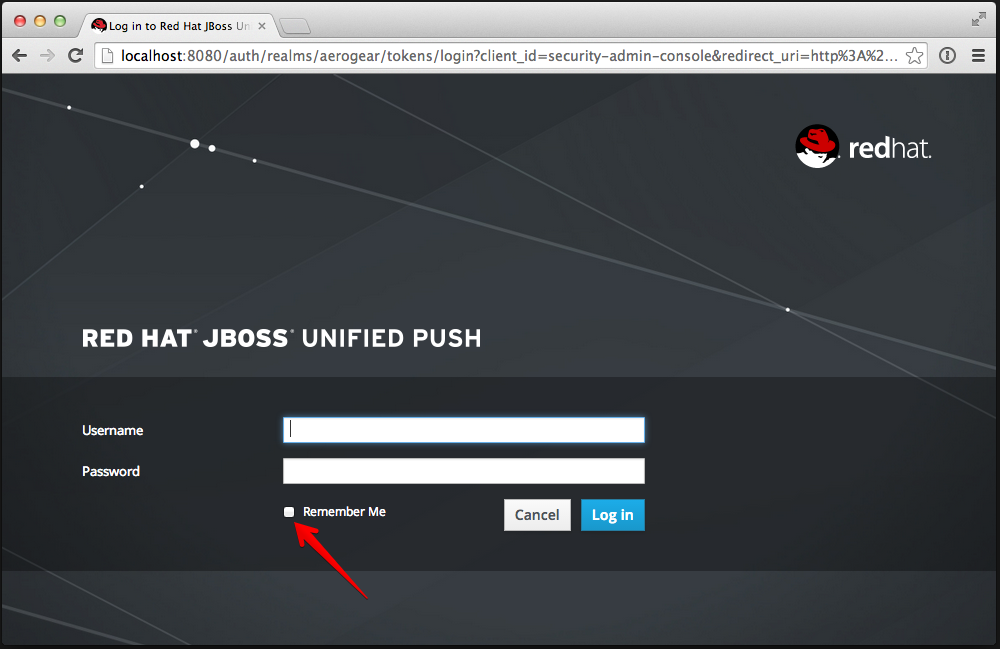 Log in to Red Hat JBoss Un
localhost:8080/auth/realms/aerogear/tokens/login?client_id=security-admin-console&redirect_uri=http%3A%2...
redhat.
RED HAT® JBOSS® UNIFIED PUSH
Username
Password
Remember Me
Cancel
Log in